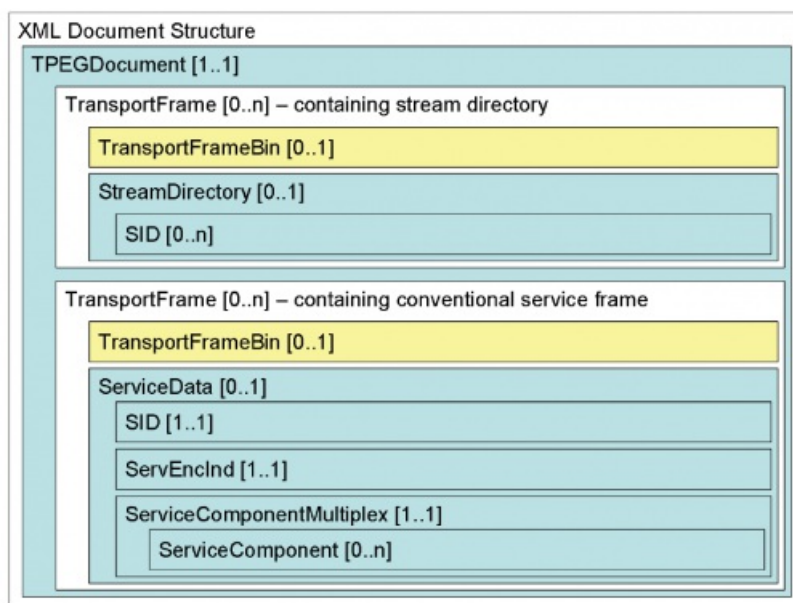 XML Document Structure
TPEGDocument [1..1]
TransportFrame [0..n] – containing stream directory
TransportFrameBin [0..1]
StreamDirectory [0..1]
SID [0..n]
TransportFrame [0..n] – containing conventional service frame
TransportFrameBin [0..1]
ServiceData [0..1]
SID [1..1]
ServEncInd [1..1]
ServiceComponentMultiplex [1..1]
ServiceComponent [0..n]